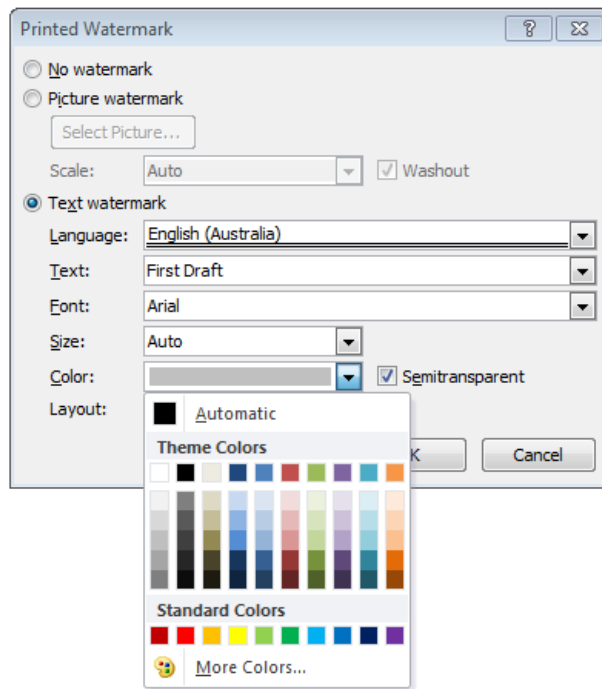 Printed Watermark
No watermark
Picture watermark
Select Picture...
Scale: Auto Washout
Text watermark
Language: English (Australia)
Text: First Draft
Font: Arial
Size: Auto
Color: Semitransparent
Layout:
Automatic
Theme Colors
K Cancel
Standard Colors
More Colors...